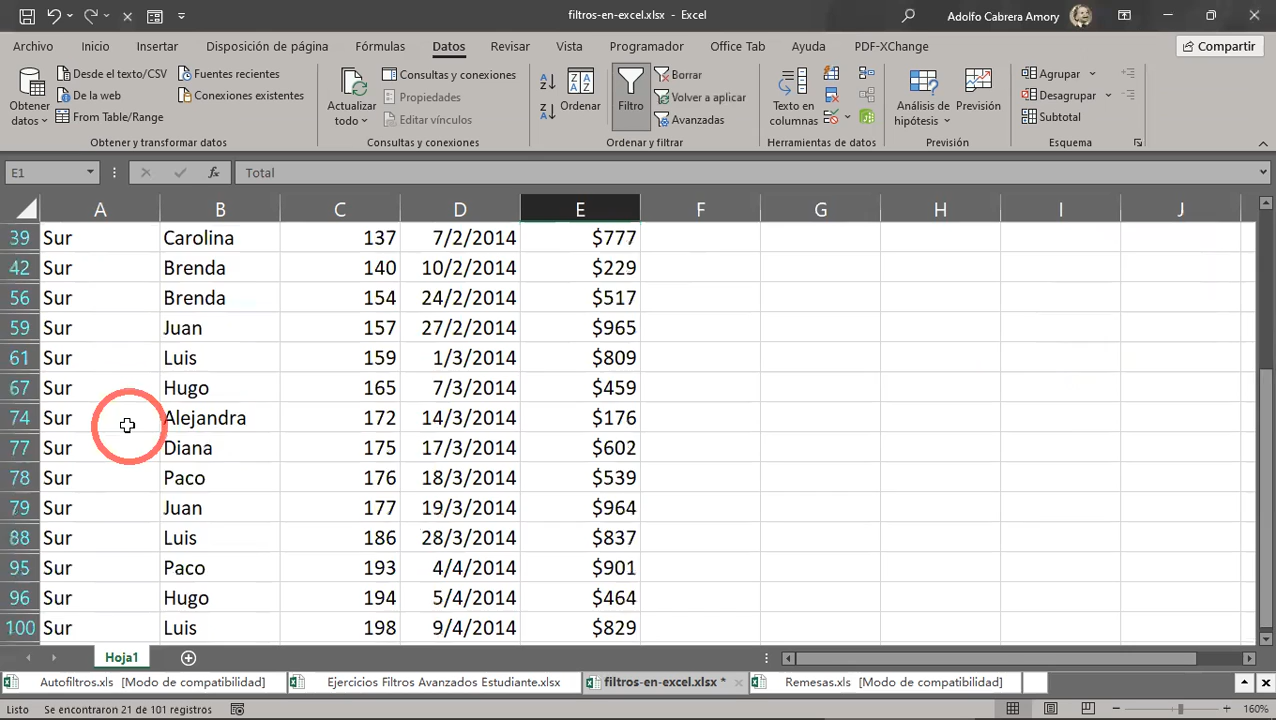 filtros-en-excel.xlsx - Excel
Adolfo Cabrera Amory
Archivo Inicio Insertar Disposición de página Fórmulas Datos Revisar Vista Programador Office Tab Ayuda PDF-XChange Compartir
Obtener datos
Desde el texto/CSV
De la web
From Table/Range
Fuentes recientes
Conexiones existentes
Obtener y transformar datos
Actualizar todo
Consultas y conexiones
Propiedades
Editar vínculos
Consultas y conexiones
Ordenar
Filtro
Borrar
Volver a aplicar
Avanzadas
Ordenar y filtrar
Texto en columnas
Herramientas de datos
Análisis de hipótesis
Previsión
Previsión
Agrupar
Desagrupar
Subtotal
Esquema
E1 fx Total
A B C D E F G H I J
39 Sur Carolina 137 7/2/2014 $777
42 Sur Brenda 140 10/2/2014 $229
56 Sur Brenda 154 24/2/2014 $517
59 Sur Juan 157 27/2/2014 $965
61 Sur Luis 159 1/3/2014 $809
67 Sur Hugo 165 7/3/2014 $459
74 Sur Alejandra 172 14/3/2014 $176
77 Sur Diana 175 17/3/2014 $602
78 Sur Paco 176 18/3/2014 $539
79 Sur Juan 177 19/3/2014 $964
88 Sur Luis 186 28/3/2014 $837
95 Sur Paco 193 4/4/2014 $901
96 Sur Hugo 194 5/4/2014 $464
100 Sur Luis 198 9/4/2014 $829
Hoja1
Autofiltros.xls [Modo de compatibilidad] Ejercicios Filtros Avanzados Estudiante.xlsx filtros-en-excel.xlsx * Remesas.xls [Modo de compatibilidad]
Listo Se encontraron 21 de 101 registros 160%